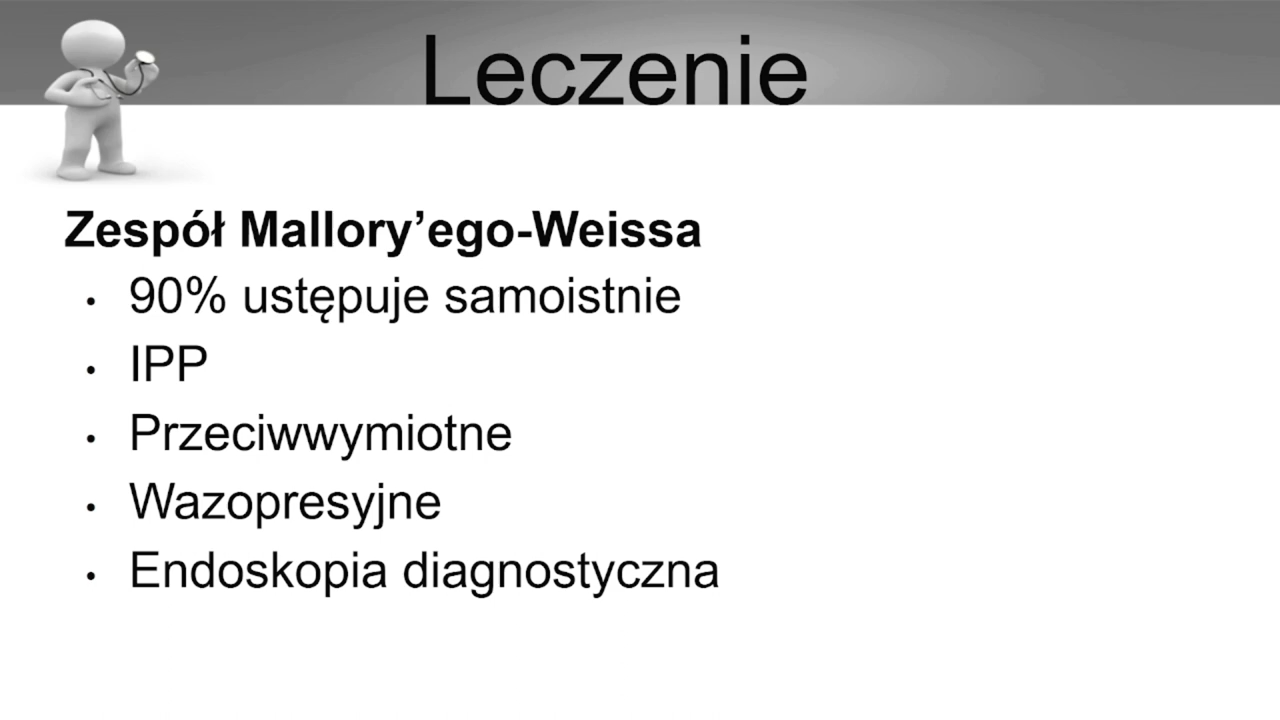 Leczenie
Zespół Mallory’ego-Weissa
• 90% ustępuje samoistnie
• IPP
• Przeciwwymiotne
• Wazopresyjne
• Endoskopia diagnostyczna